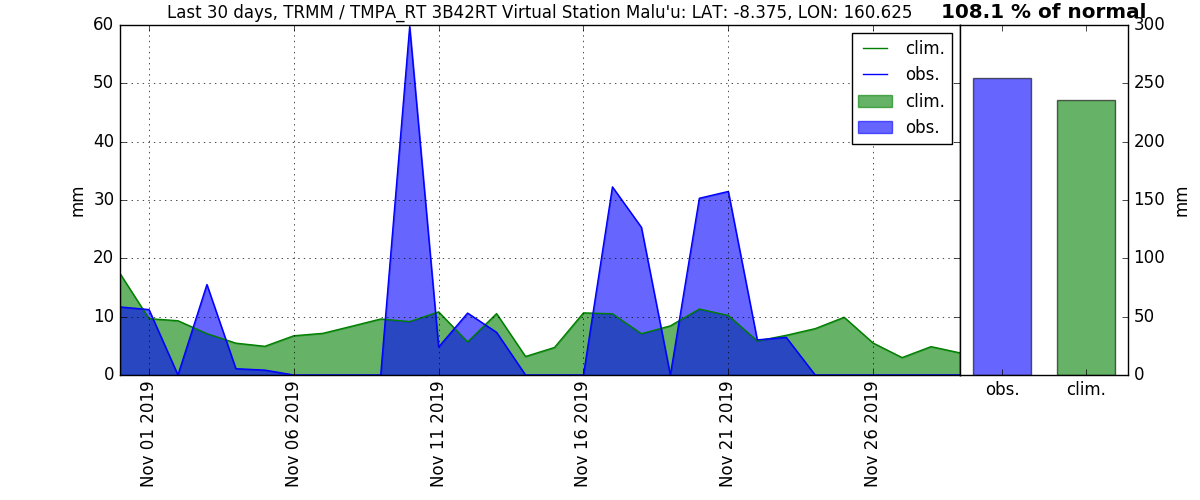 Last 30 days, TRMM / TMPA_RT 3B42RT Virtual Station Malu'u: LAT: -8.375, LON: 160.625
108.1 % of normal
60
50
40
30
20
10
0
mm
clim.
obs.
clim.
obs.
Nov 01 2019
Nov 06 2019
Nov 11 2019
Nov 16 2019
Nov 21 2019
Nov 26 2019
300
250
200
150
100
50
0
mm
obs.
clim.